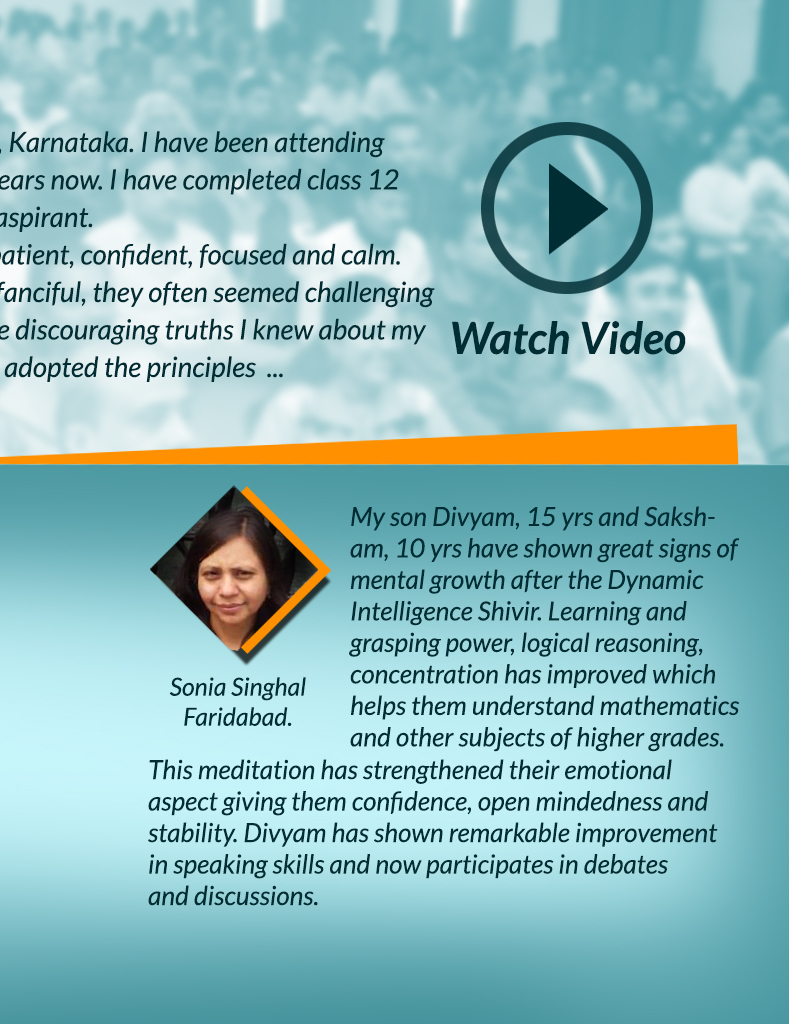 , Karnataka. I have been attending
ears now. I have completed class 12
aspirant.
patient, confident, focused and calm.
fanciful, they often seemed challenging
e discouraging truths I knew about my
adopted the principles ...
Watch Video
My son Divyam, 15 yrs and Saksh-
am, 10 yrs have shown great signs of
mental growth after the Dynamic
Intelligence Shivir. Learning and
grasping power, logical reasoning,
concentration has improved which
helps them understand mathematics
and other subjects of higher grades.
This meditation has strengthened their emotional
aspect giving them confidence, open mindedness and
stability. Divyam has shown remarkable improvement
in speaking skills and now participates in debates
and discussions.
Sonia Singhal
Faridabad.